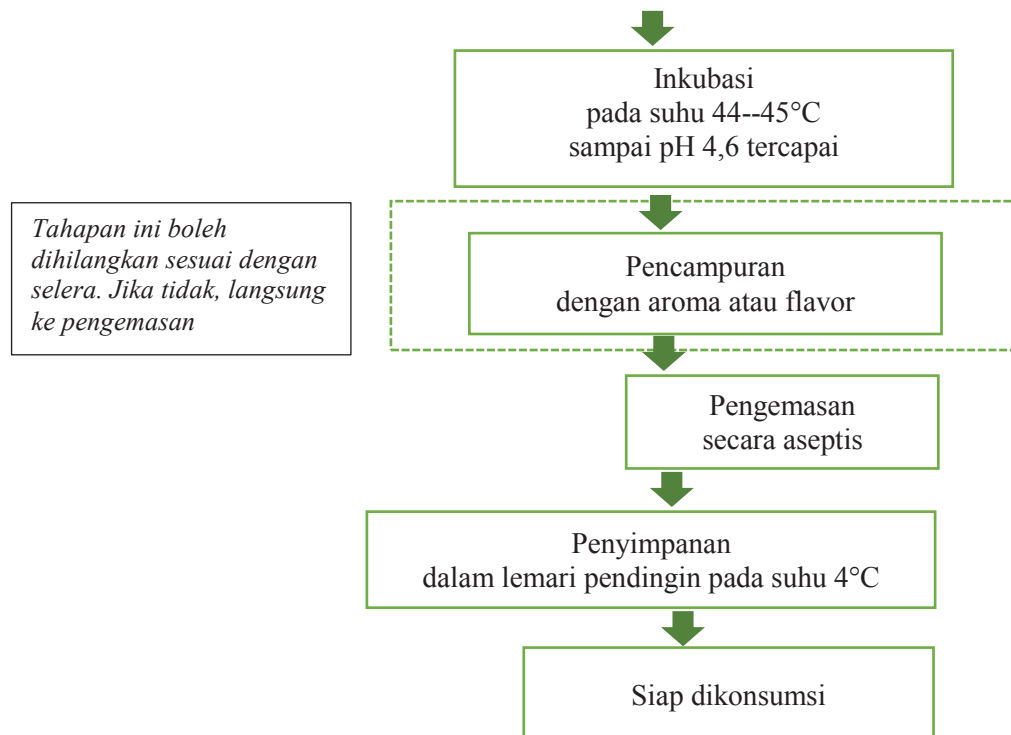 Inkubasi
pada suhu 44--45°C
sampai pH 4,6 tercapai
Tahapan ini boleh
dihilangkan sesuai dengan
selera. Jika tidak, langsung
ke pengemasan
Pencampuran
dengan aroma atau flavor
Pengemasan
secara aseptis
Penyimpanan
dalam lemari pendingin pada suhu 4°C
Siap dikonsumsi